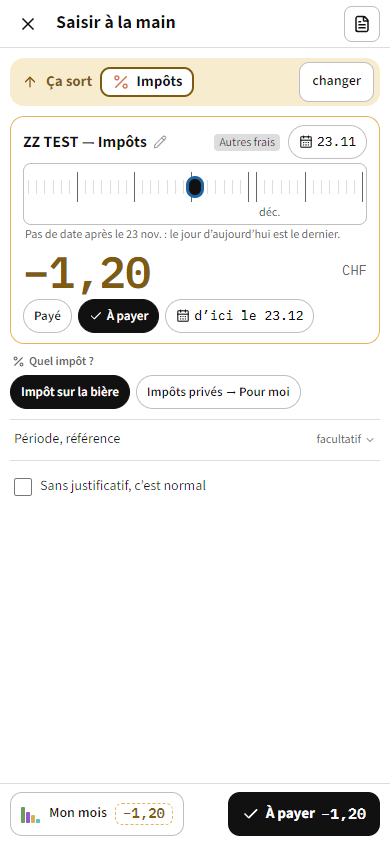 Saisir à la main
Ça sort
Impôts
changer
ZZ TEST — Impôts
Autres frais
23.11
déc.
Pas de date après le 23 nov. : le jour d’aujourd’hui est le dernier.
−1,20
CHF
Payé
À payer
d’ici le 23.12
Quel impôt ?
Impôt sur la bière
Impôts privés → Pour moi
Période, référence
facultatif
Sans justificatif, c’est normal
Mon mois
−1,20
À payer −1,20